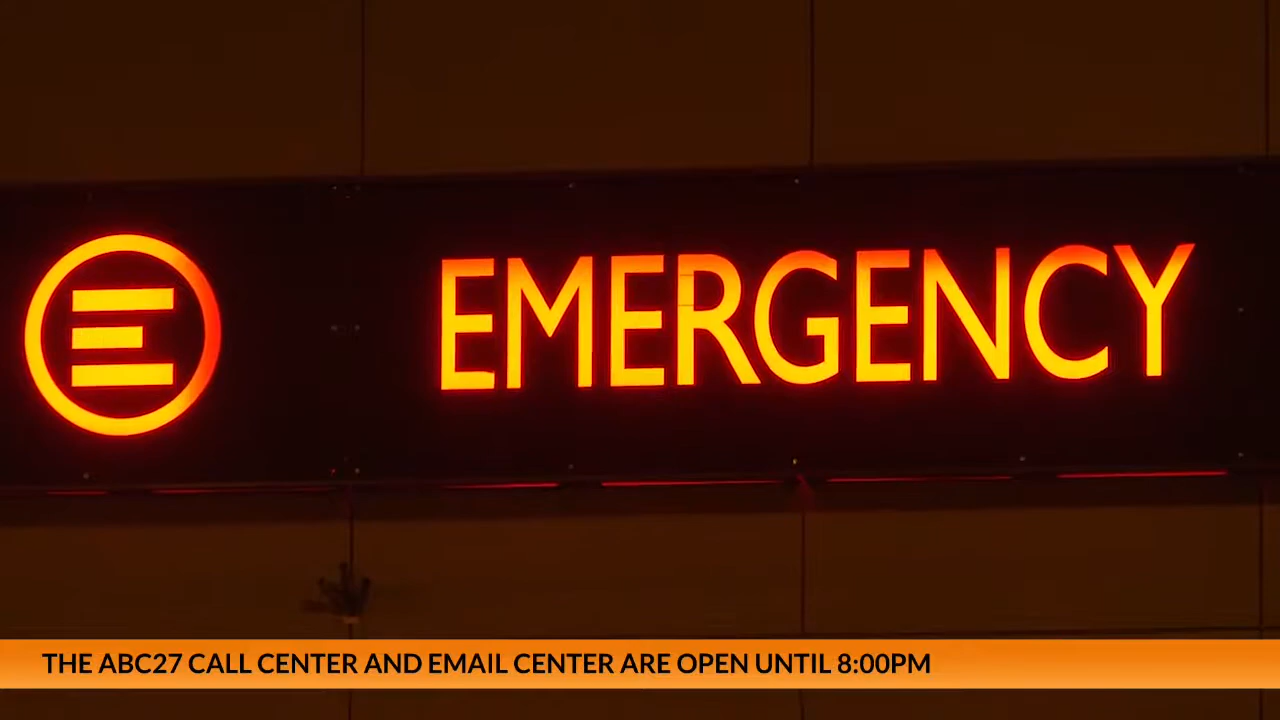 E EMERGENCY
THE ABC27 CALL CENTER AND EMAIL CENTER ARE OPEN UNTIL 8:00PM